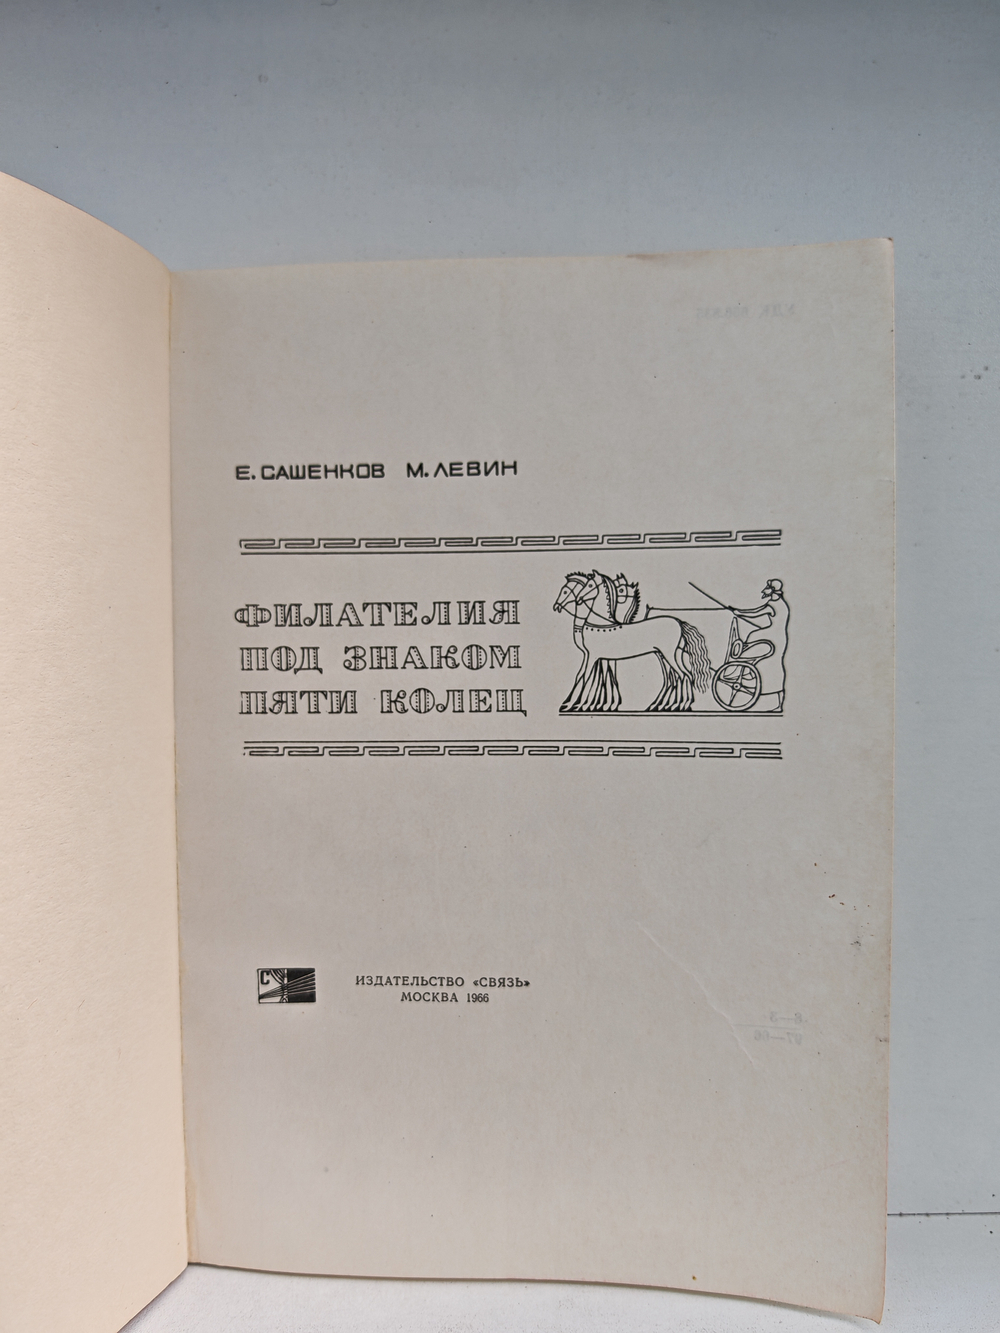 Е. САШЕНКОВ М. ЛЕВИН
ФИЛАТЕЛИЯ
ПОД ЗНАКОМ
ПЯТИ КОЛЕЦ
С
ИЗДАТЕЛЬСТВО «СВЯЗЬ»
МОСКВА 1966